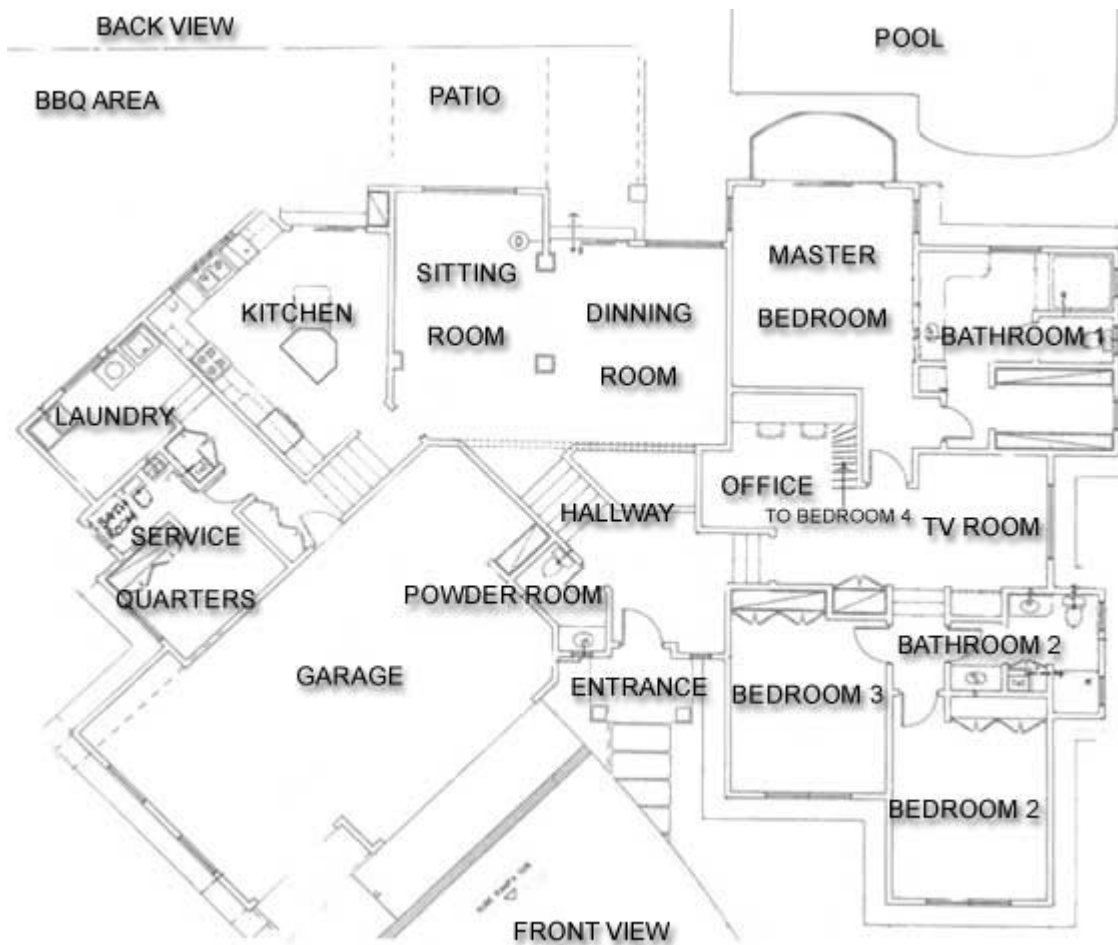 BACK VIEW
POOL
BBQ AREA
PATIO
MASTER
BEDROOM
SITTING
ROOM
KITCHEN
DINNING
ROOM
BATHROOM 1
LAUNDRY
OFFICE
HALLWAY
TO BEDROOM 4
TV ROOM
SERVICE
QUARTERS
POWDER ROOM
BATHROOM 2
GARAGE
ENTRANCE
BEDROOM 3
BEDROOM 2
FRONT VIEW